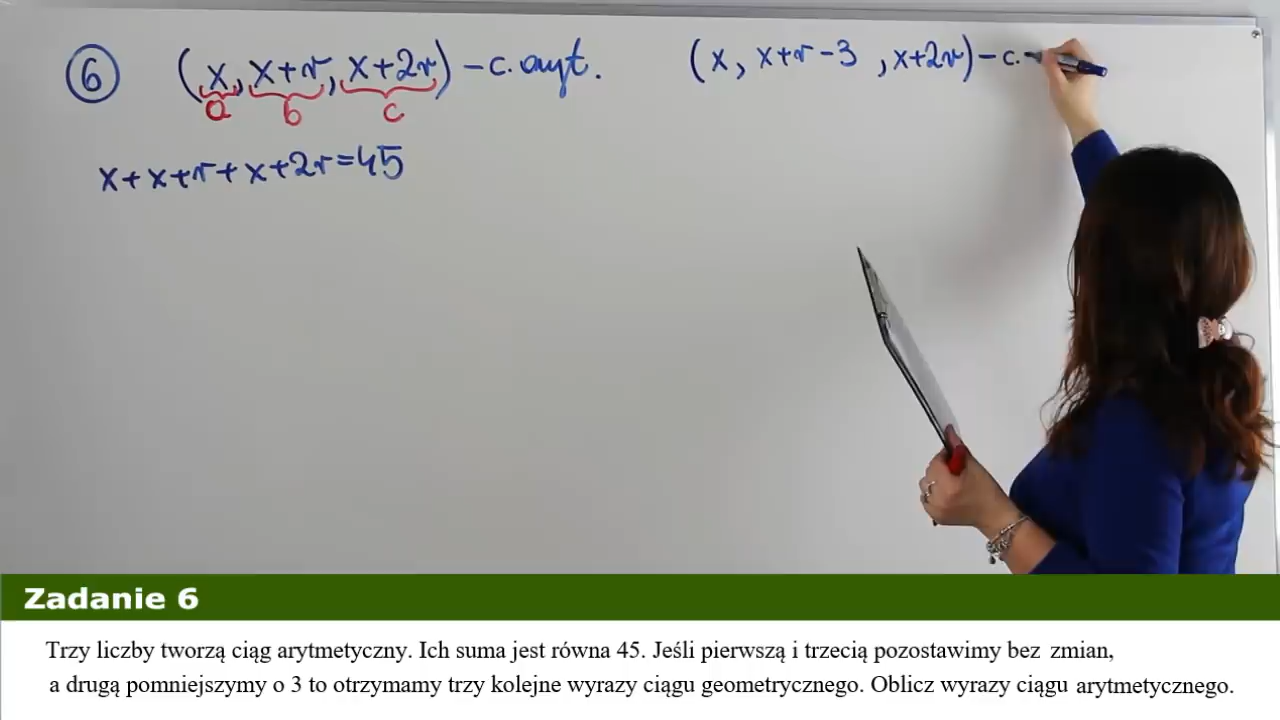 6 (x, x+r, x+2r) - c. aryt.
a b c
(x, x+r-3, x+2r) - c.
x+x+r+x+2r=45
Zadanie 6
Trzy liczby tworzą ciąg arytmetyczny. Ich suma jest równa 45. Jeśli pierwszą i trzecią pozostawimy bez zmian,
a drugą pomniejszymy o 3 to otrzymamy trzy kolejne wyrazy ciągu geometrycznego. Oblicz wyrazy ciągu arytmetycznego.